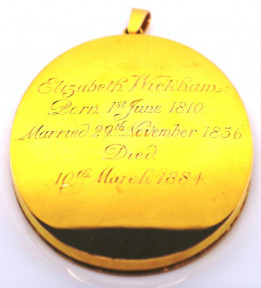 Elizabeth Wickham
Born 1st June 1810
Married 29th November 1836
Died
10th March 1884